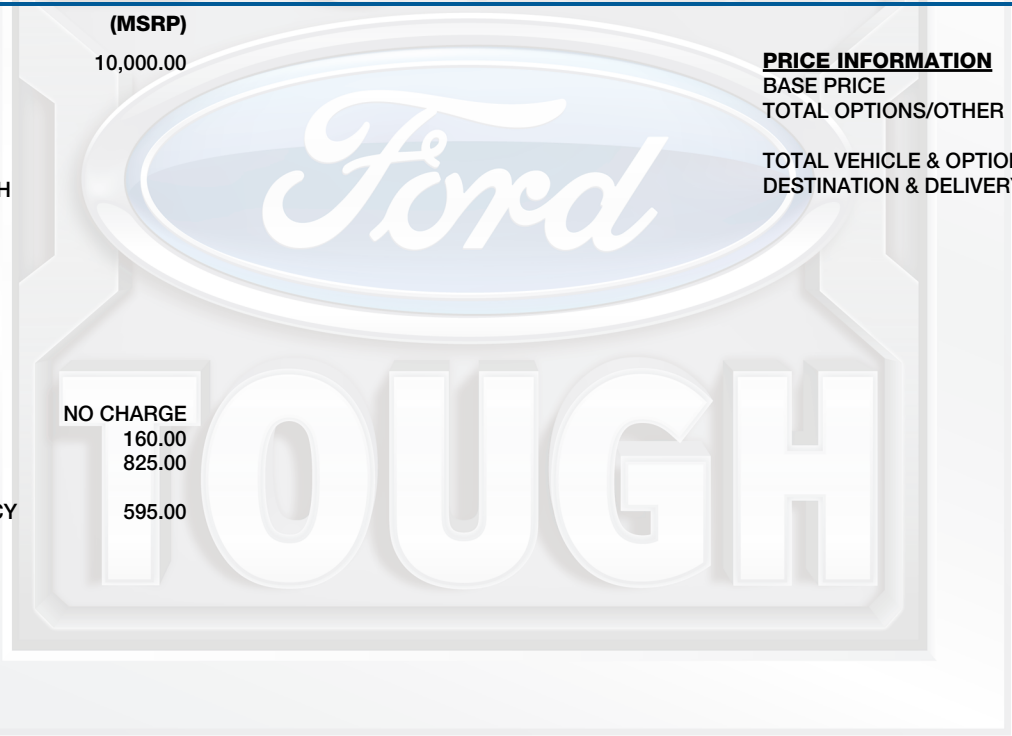 (MSRP)
10,000.00
H
NO CHARGE
160.00
825.00
CY 595.00
PRICE INFORMATION
BASE PRICE
TOTAL OPTIONS/OTHER
TOTAL VEHICLE & OPTIO
DESTINATION & DELIVERY
Ford
TOUGH